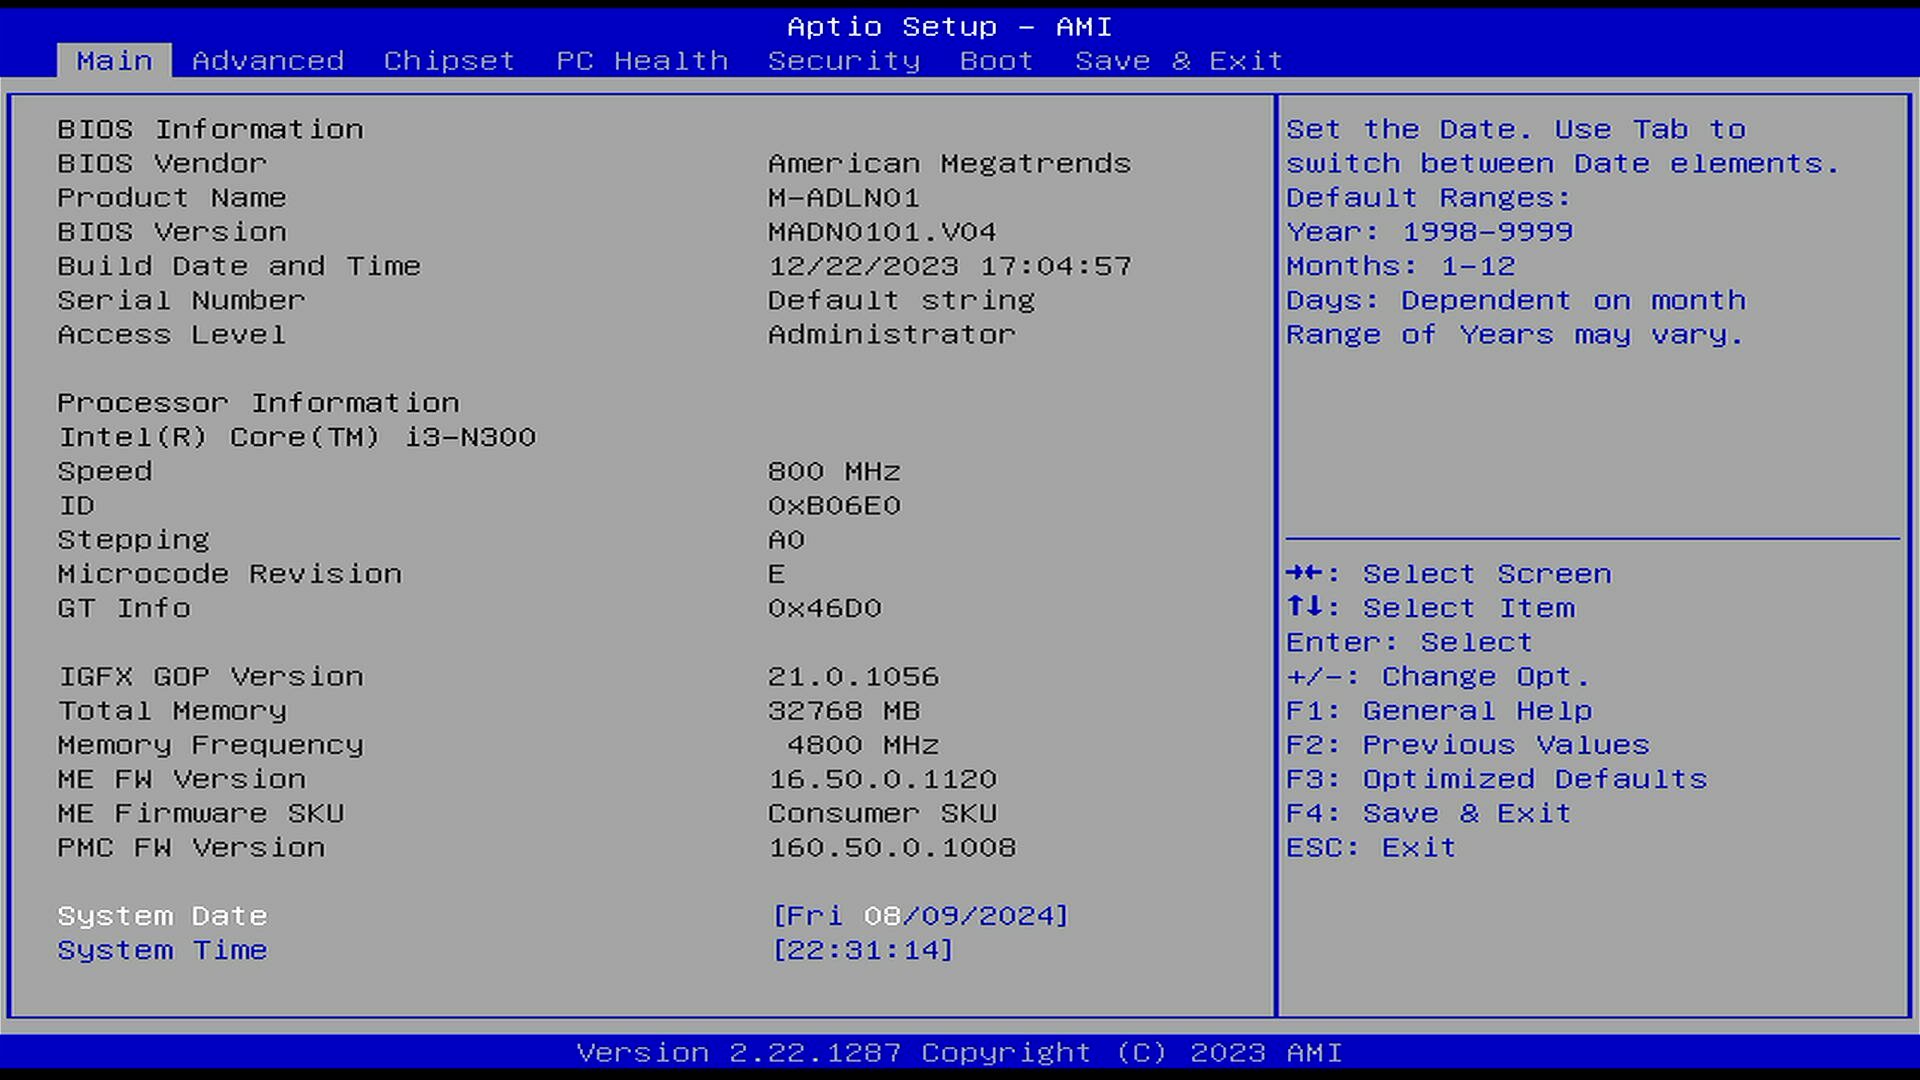 Aptio Setup - AMI
Main Advanced Chipset PC Health Security Boot Save & Exit
BIOS Information
BIOS Vendor American Megatrends
Product Name M-ADLN01
BIOS Version MADN0101.V04
Build Date and Time 12/22/2023 17:04:57
Serial Number Default string
Access Level Administrator
Processor Information
Intel(R) Core(TM) i3-N300
Speed 800 MHz
ID 0xB06E0
Stepping A0
Microcode Revision E
GT Info 0x46D0
IGFX GOP Version 21.0.1056
Total Memory 32768 MB
Memory Frequency 4800 MHz
ME FW Version 16.50.0.1120
ME Firmware SKU Consumer SKU
PMC FW Version 160.50.0.1008
System Date [Fri 08/09/2024]
System Time [22:31:14]
Set the Date. Use Tab to
switch between Date elements.
Default Ranges:
Year: 1998-9999
Months: 1-12
Days: Dependent on month
Range of Years may vary.
→←: Select Screen
↑↓: Select Item
Enter: Select
+/-: Change Opt.
F1: General Help
F2: Previous Values
F3: Optimized Defaults
F4: Save & Exit
ESC: Exit
Version 2.22.1287 Copyright (C) 2023 AMI